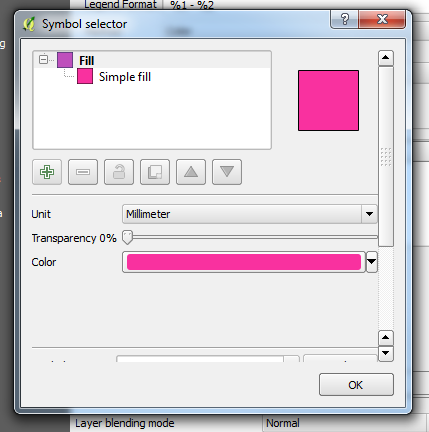 Legend Format %1 - %2
Symbol selector
Fill
Simple fill
Unit Millimeter
Transparency 0%
Color
OK
Layer blending mode Normal